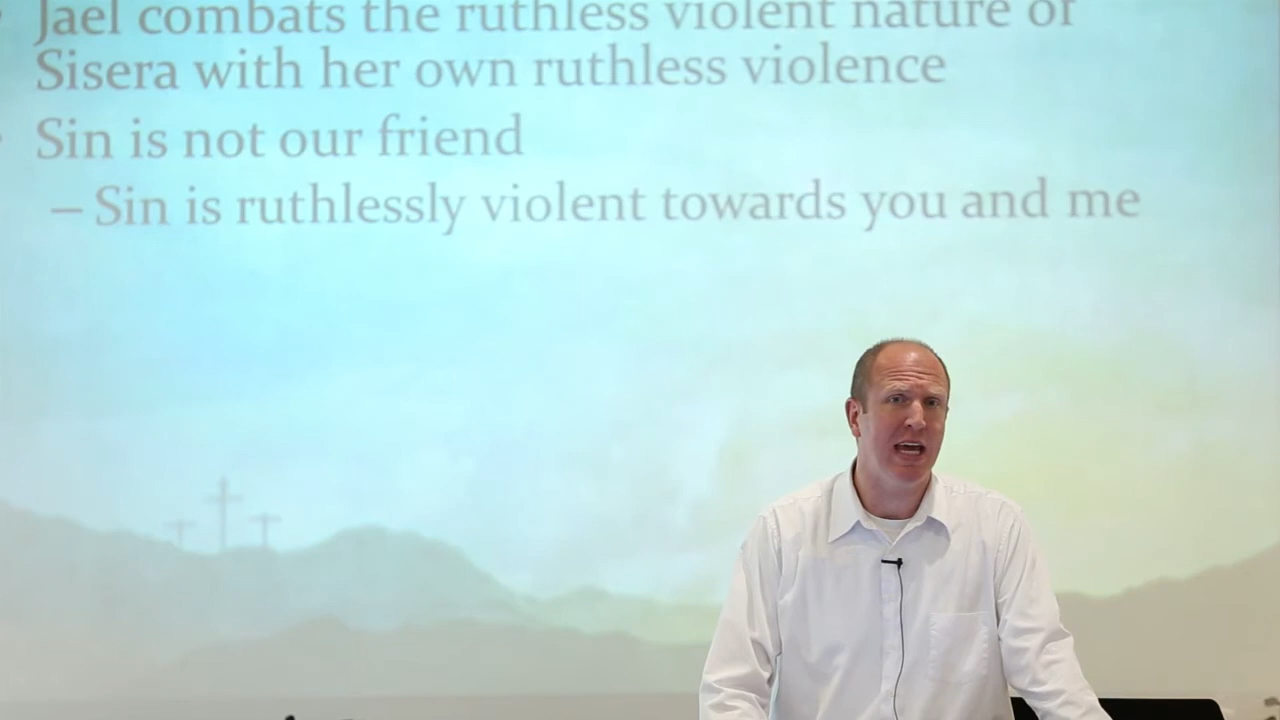 Jael combats the ruthless violent nature of
Sisera with her own ruthless violence
• Sin is not our friend
– Sin is ruthlessly violent towards you and me